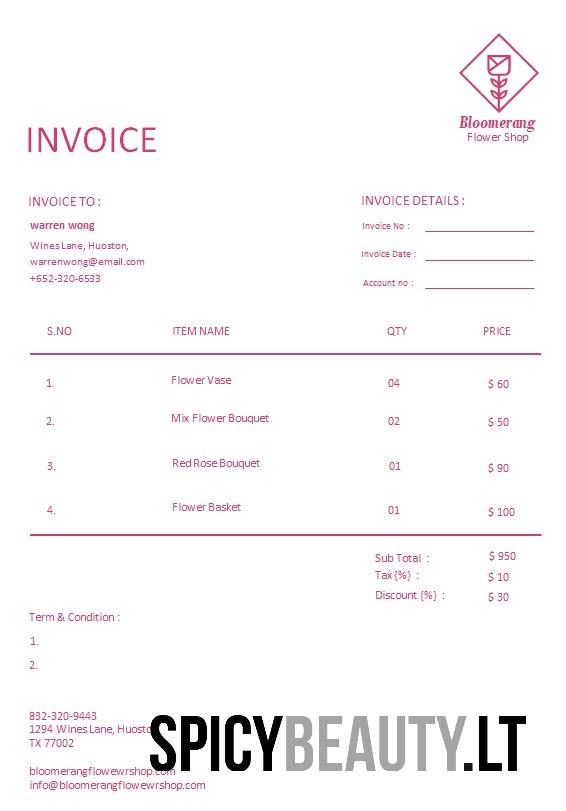 Bloomerang
Flower Shop
INVOICE
INVOICE TO :
warren wong
Wines Lane, Huoston,
warrenwong@email.com
+652-320-6533
INVOICE DETAILS :
Invoice No :
Invoice Date :
Account no :
S.NO ITEM NAME QTY PRICE
1. Flower Vase 04 $ 60
2. Mix Flower Bouquet 02 $ 50
3. Red Rose Bouquet 01 $ 90
4. Flower Basket 01 $ 100
Sub Total : $ 950
Tax {%} : $ 10
Discount {%} : $ 30
Term & Condition :
1.
2.
832-320-9443
1294 Wines Lane,
TX 77002
bloomerangflowewrshop.com
info@bloomerangflowewrshop.com
SPICYBEAUTY.LT